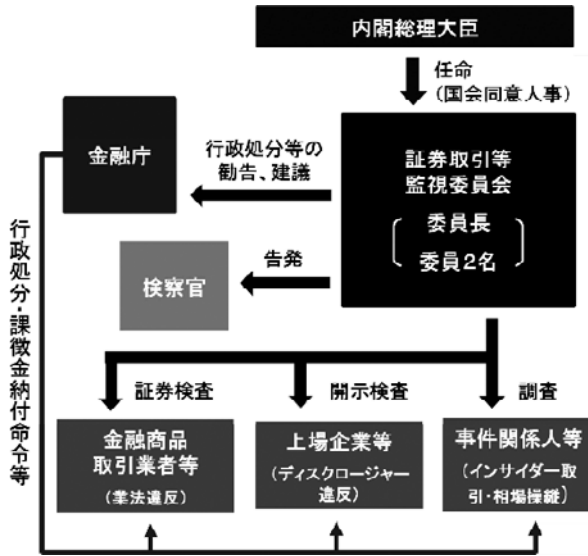 内閣総理大臣
任命
(国会同意人事)
金融庁
行政処分等の
勧告、建議
証券取引等
監視委員会
委員長
委員2名
告発
検察官
行政処分・課徴金納付命令等
証券検査
開示検査
調査
金融商品
取引業者等
(業法違反)
上場企業等
(ディスクロージャー
違反)
事件関係人等
(インサイダー取
引・相場操縦)